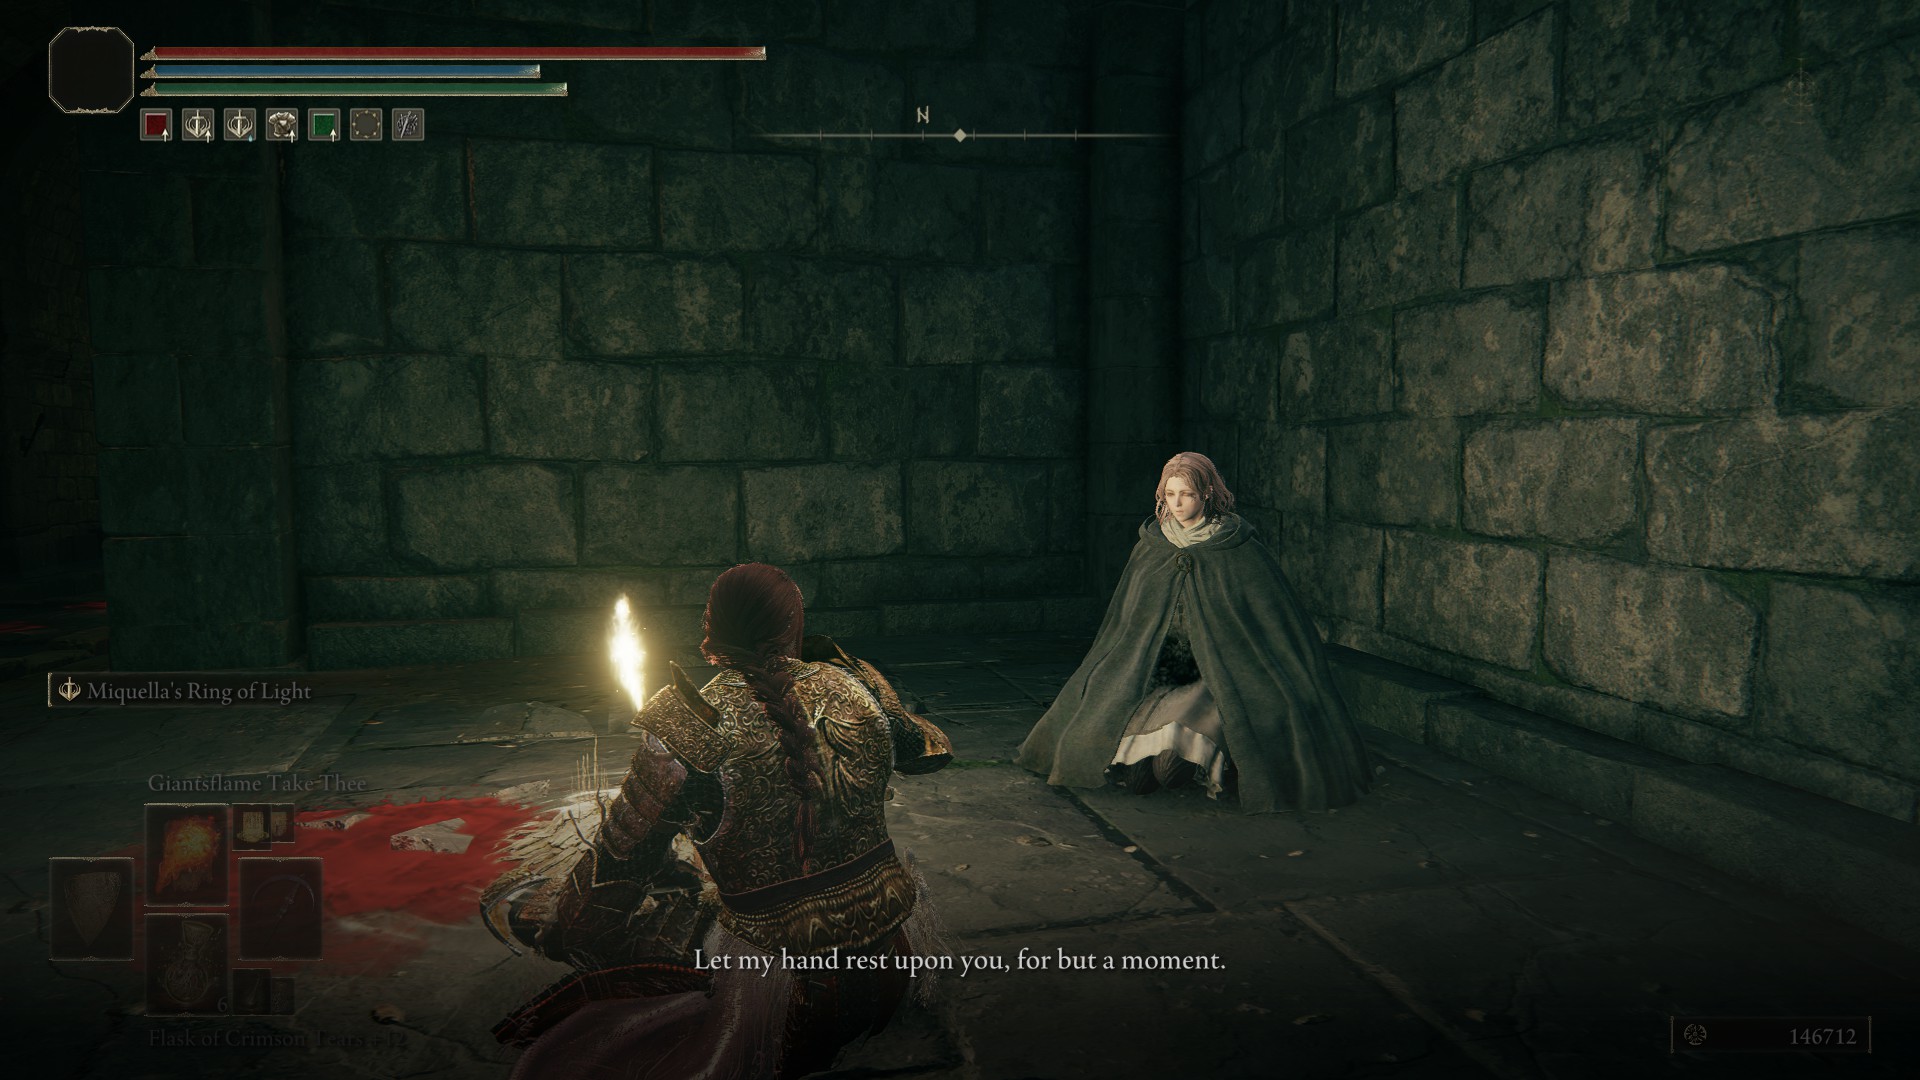 N
Miquella's Ring of Light
Giantsflame Take Thee
6
Let my hand rest upon you, for but a moment.
Flask of Crimson Tears +12
146712